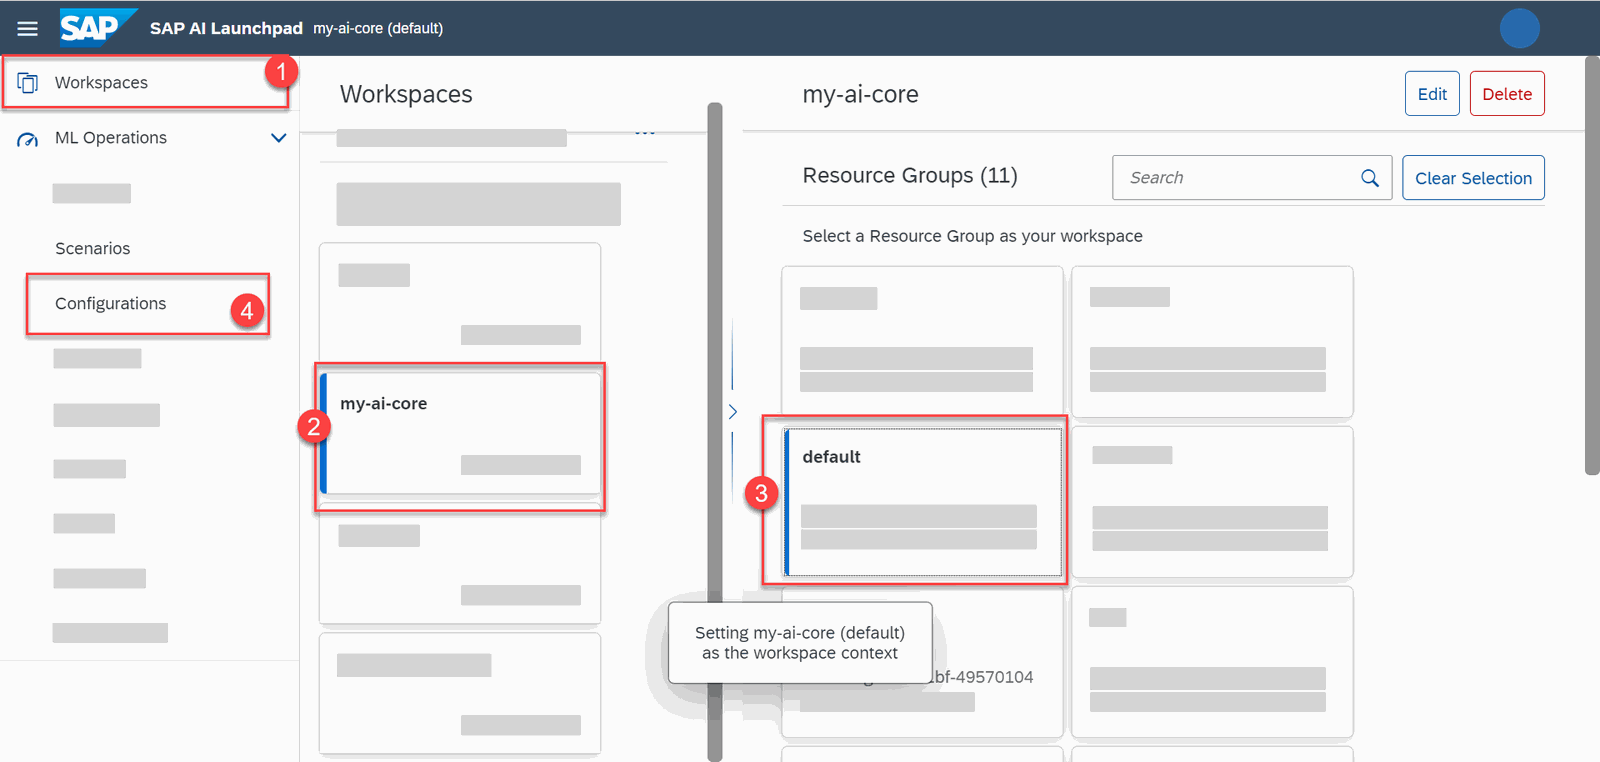 SAP SAP AI Launchpad my-ai-core (default)
Workspaces
1
ML Operations
Scenarios
Configurations
4
Workspaces
...
my-ai-core
2
my-ai-core
Edit
Delete
Resource Groups (11)
Search
Clear Selection
Select a Resource Group as your workspace
default
3
Setting my-ai-core (default)
as the workspace context
bf-49570104